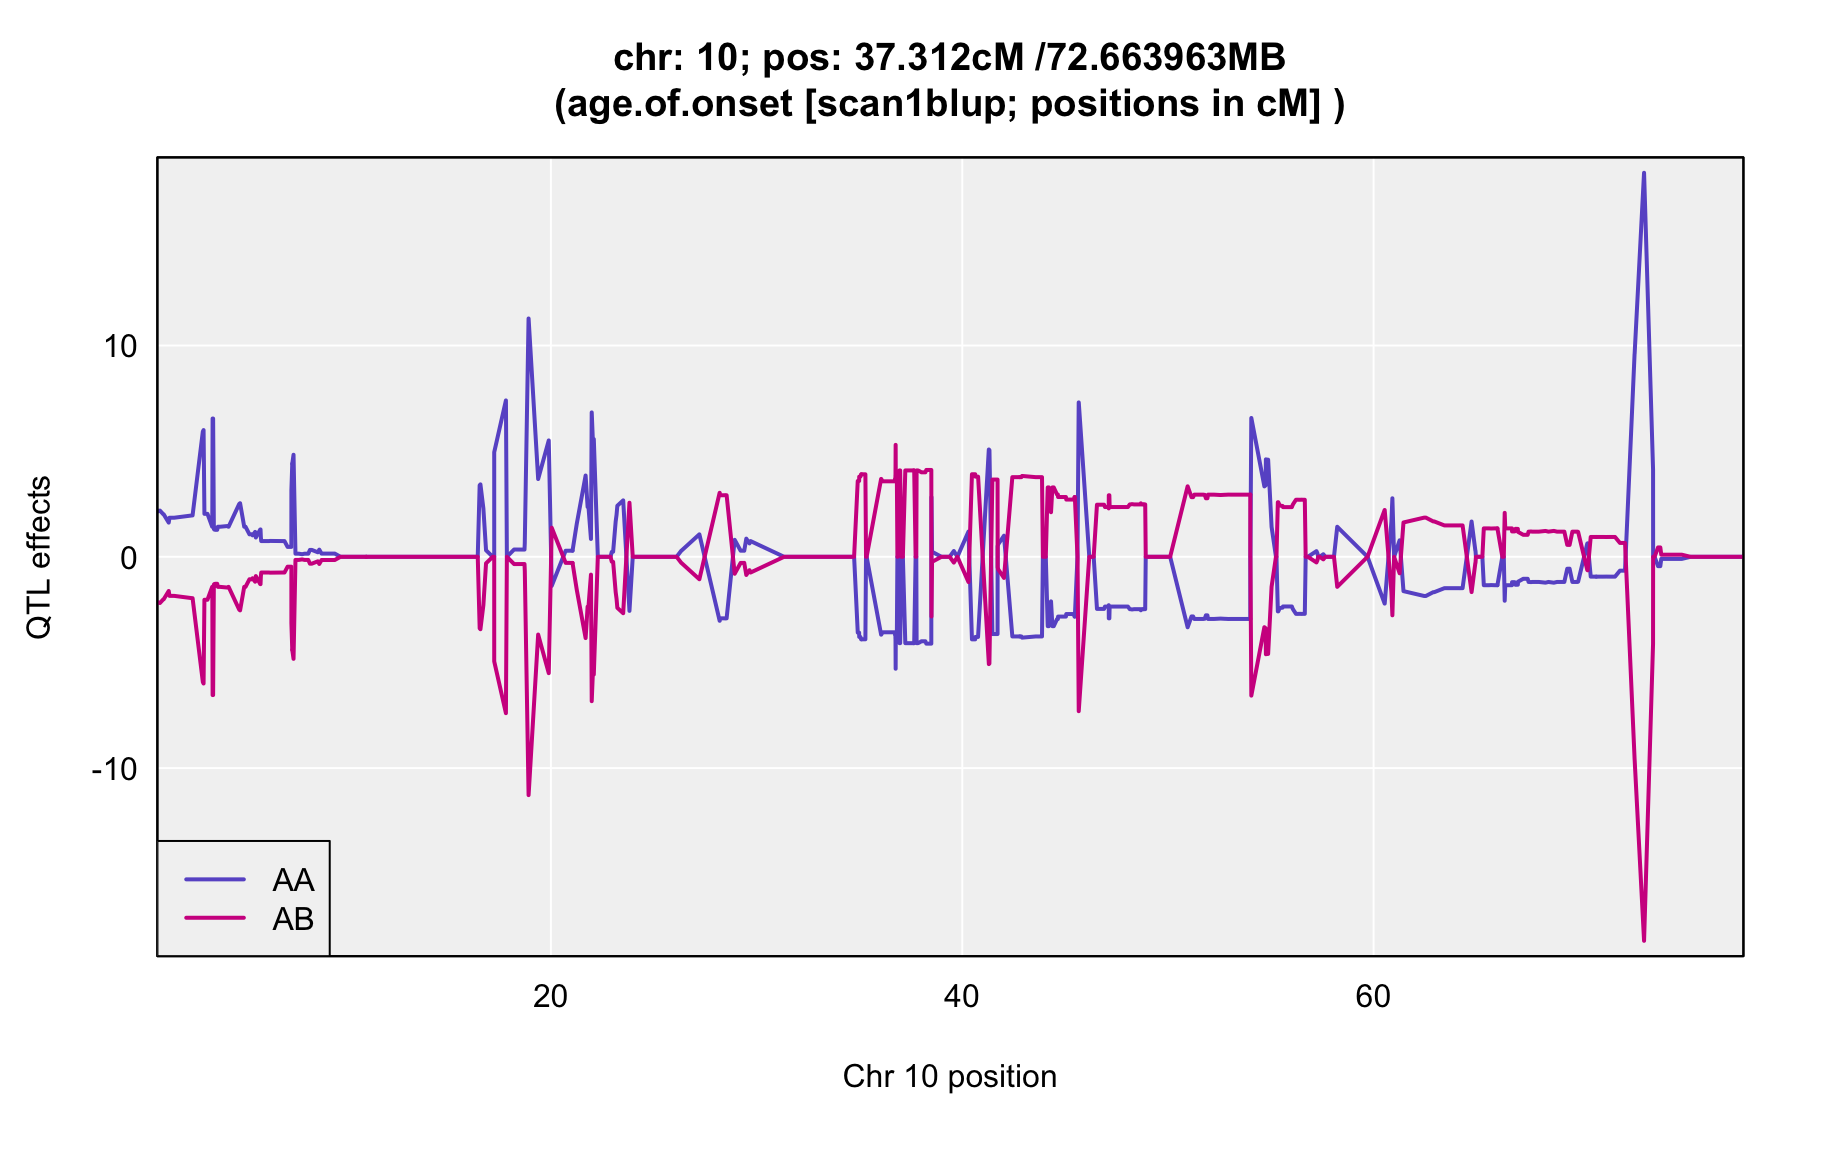 chr: 10; pos: 37.312cM /72.663963MB
(age.of.onset [scan1blup; positions in cM] )
QTL effects
10
0
-10
AA
AB
20
40
60
Chr 10 position